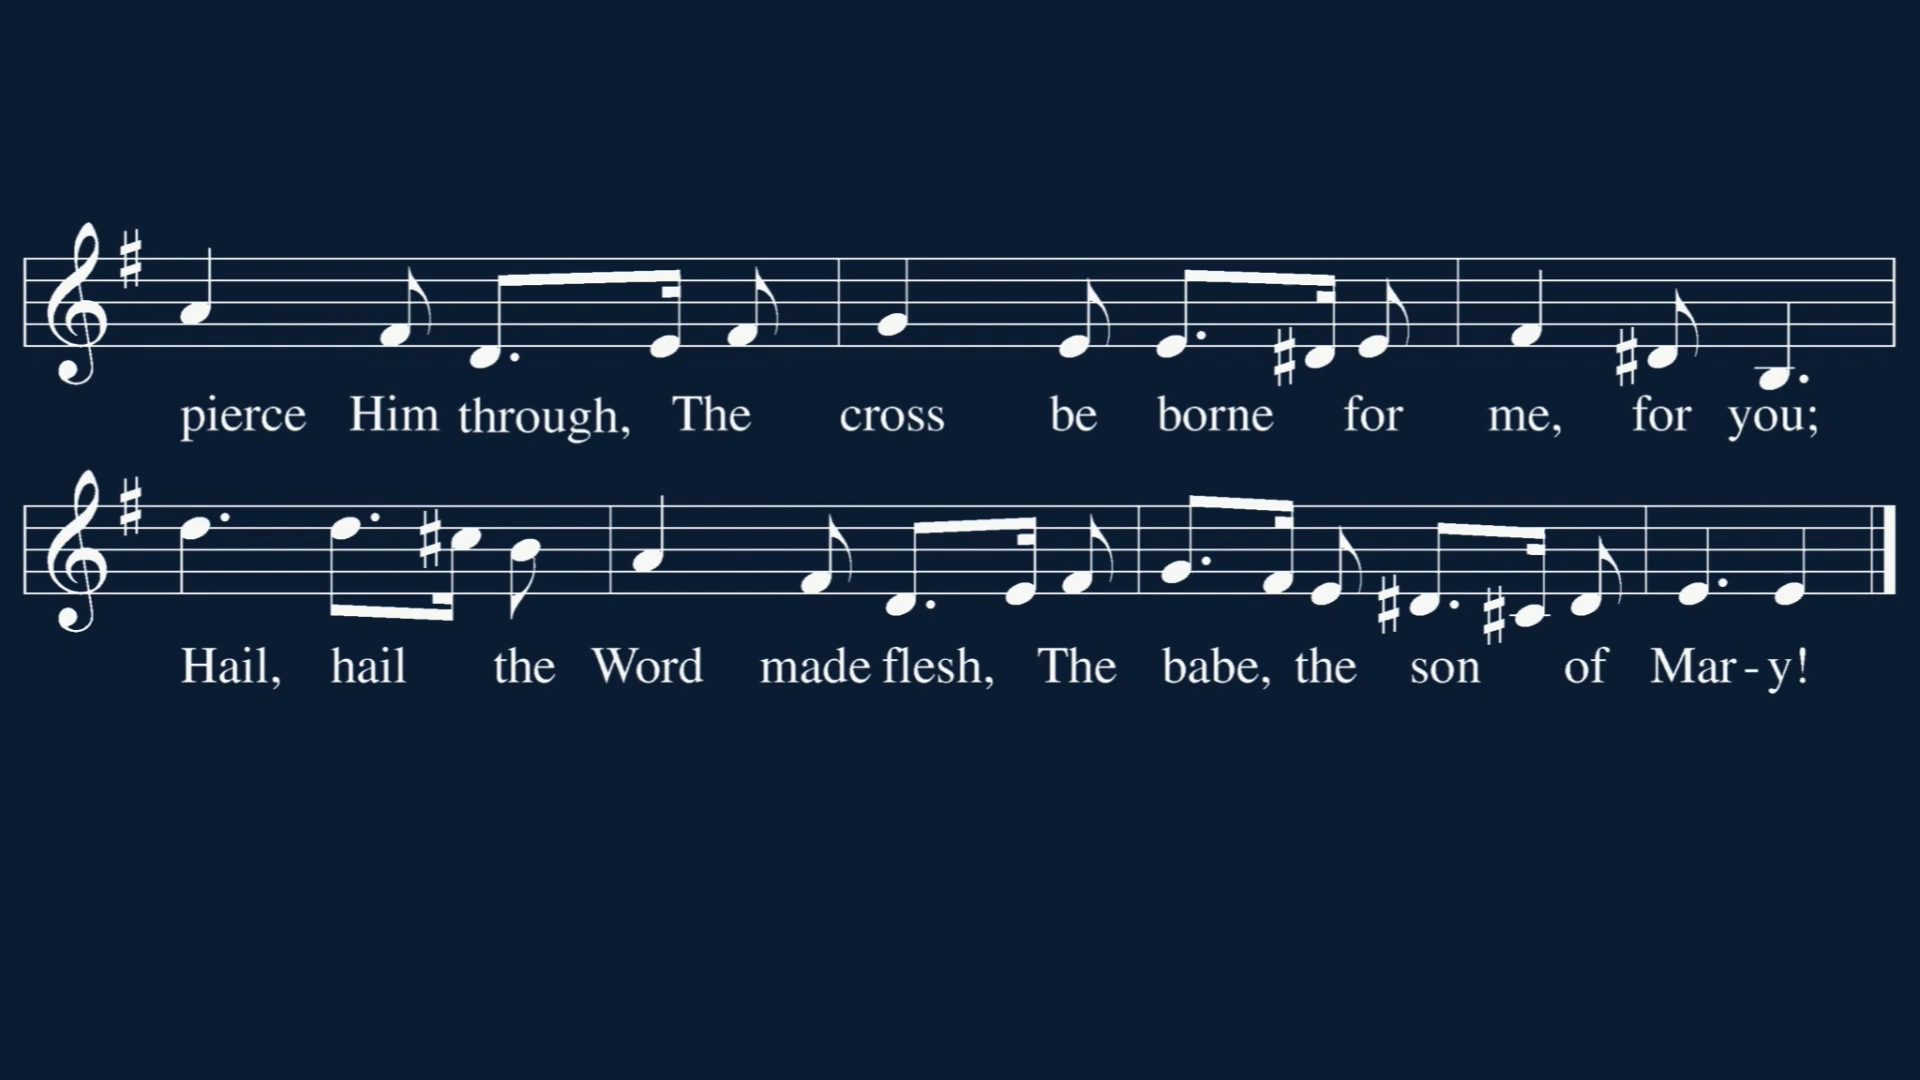 pierce Him through, The cross be borne for me, for you;
Hail, hail the Word made flesh, The babe, the son of Mar-y!